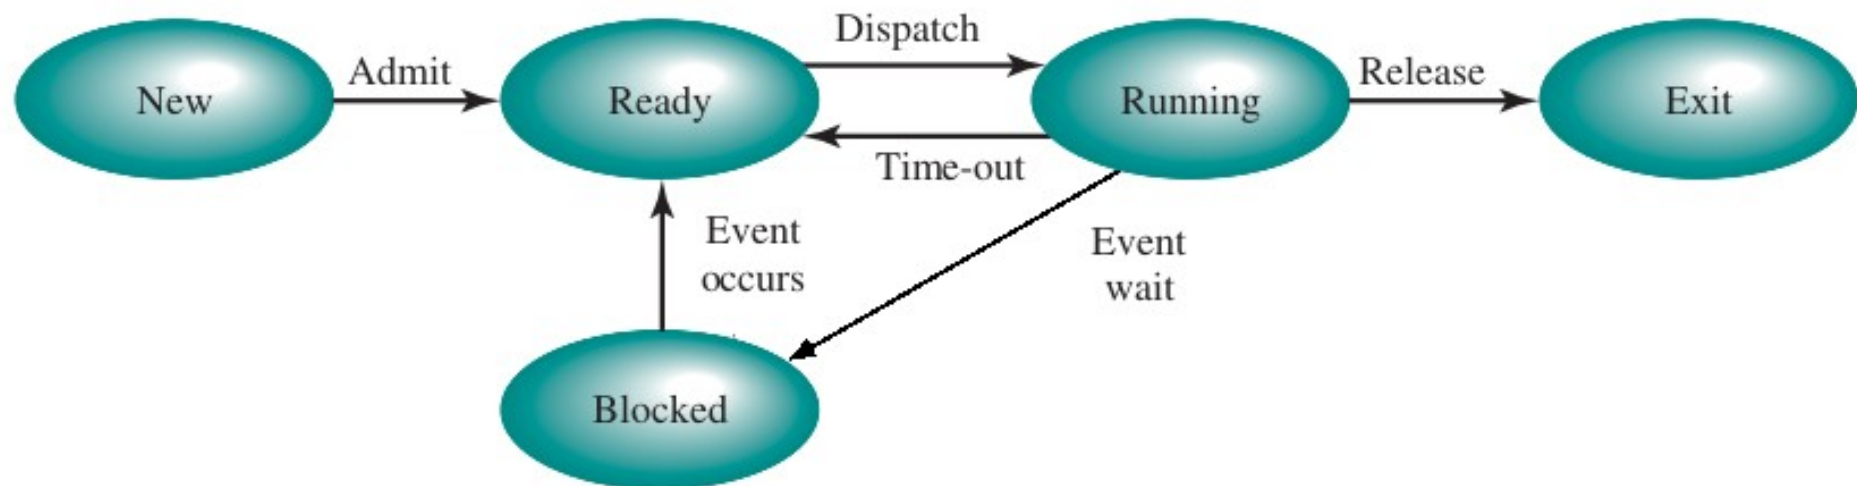 Dispatch
Admit
Release
New
Ready
Running
Exit
Time-out
Event
occurs
Event
wait
Blocked